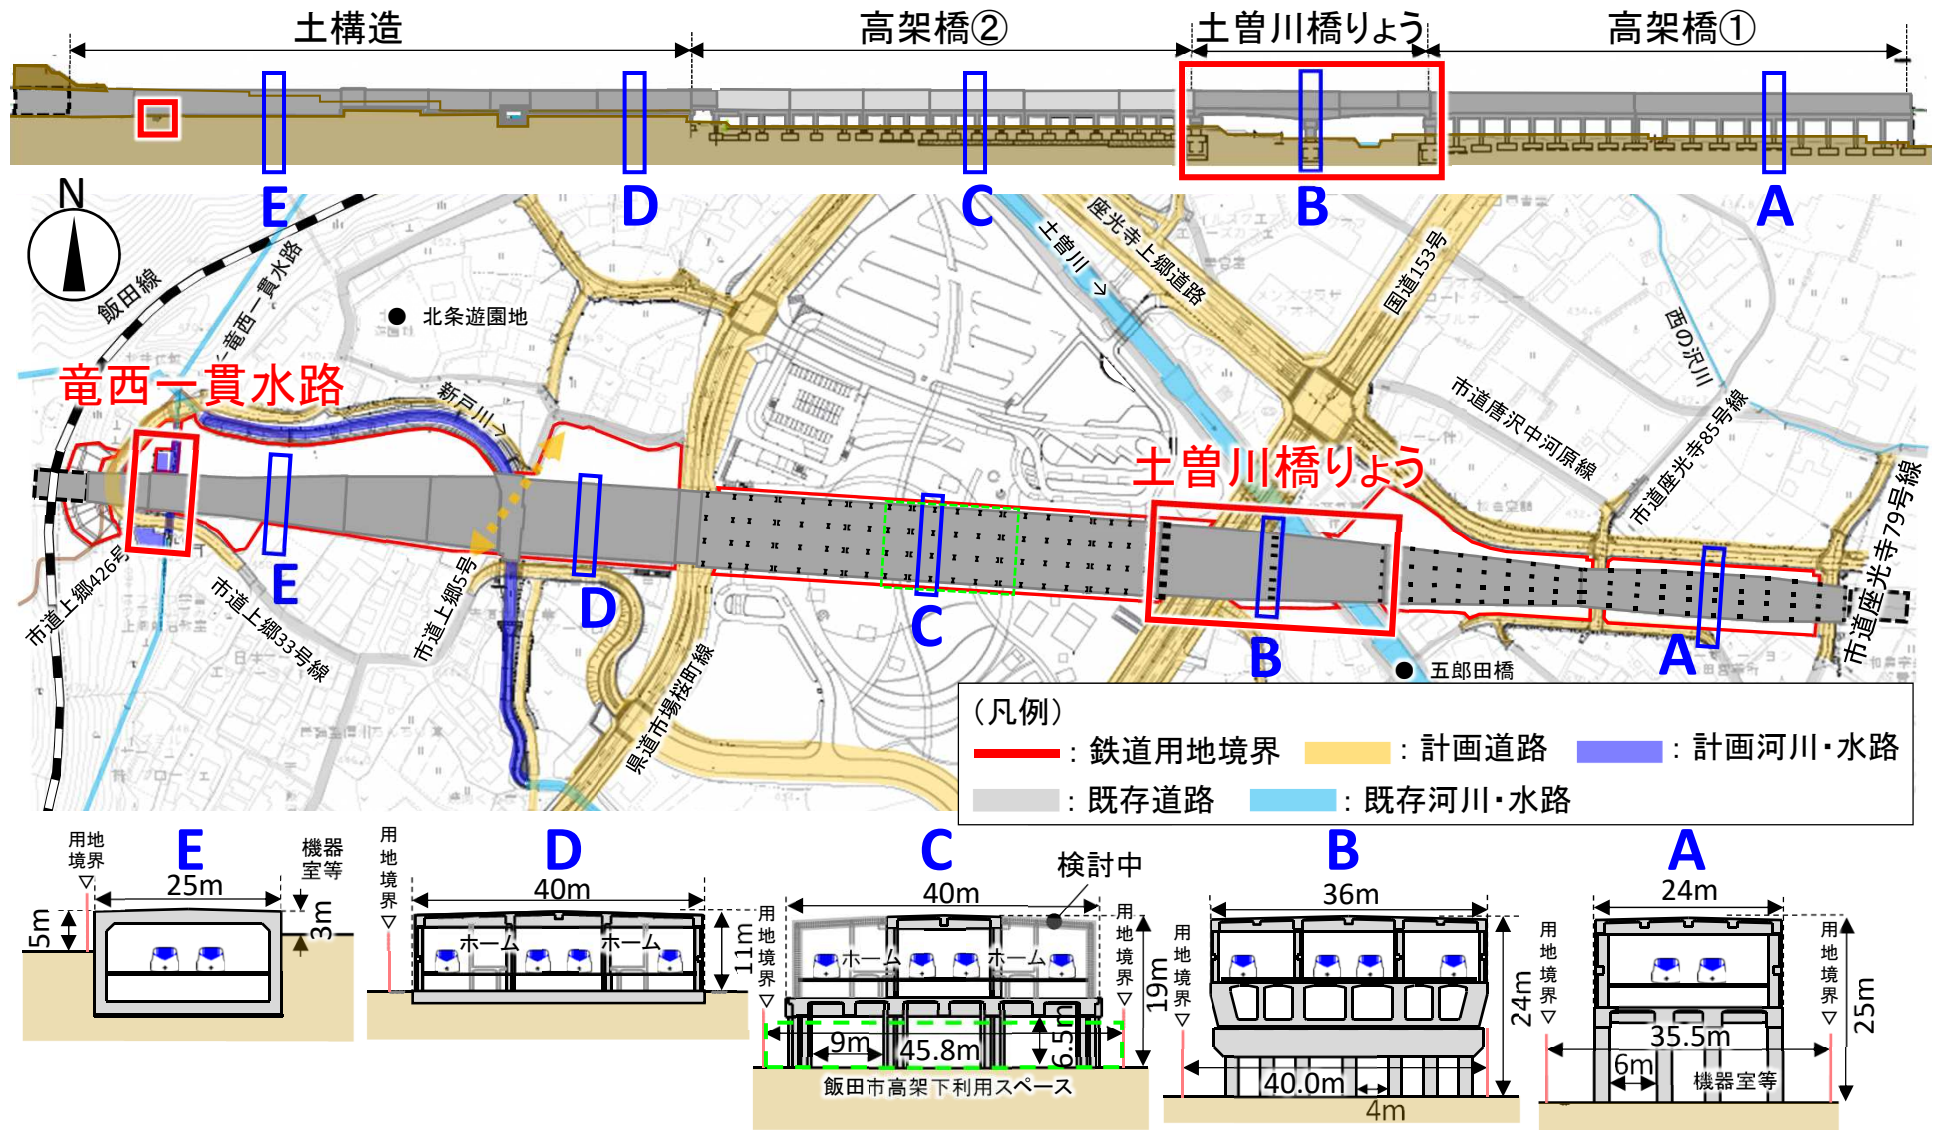 土構造
高架橋②
土曽川橋りょう
高架橋①
E
D
C
B
A
N
飯田線
←竜西一貫水路
北条遊園地
土曽川→
座光寺上郷道路
国道153号
西の沢川
竜西一貫水路
新戸川→
市道唐沢中河原線
市道座光寺85号線
市道座光寺79号線
土曽川橋りょう
市道上郷426号
市道上郷33号線
市道上郷5号
県道市場桜町線
E
D
C
B
A
五郎田橋
(凡例)
：鉄道用地境界
：計画道路
：計画河川・水路
：既存道路
：既存河川・水路
E
用地境界
▽
25m
機器室等
5m
3m
D
用地境界
▽
40m
ホーム
ホーム
11m
C
検討中
40m
用地境界
▽
用地境界
▽
ホーム
ホーム
19m
9m
45.8m
6.5m
飯田市高架下利用スペース
B
36m
用地境界
▽
24m
40.0m
4m
A
24m
用地境界
▽
用地境界
▽
25m
35.5m
6m
機器室等